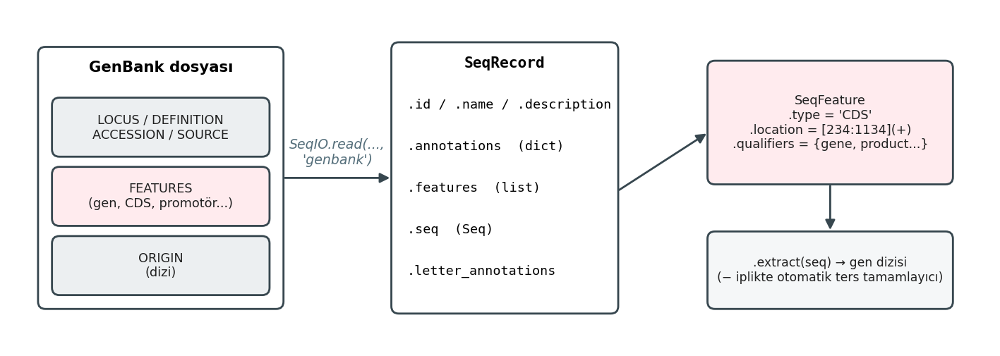 GenBank dosyası
LOCUS / DEFINITION
ACCESSION / SOURCE
FEATURES
(gen, CDS, promotör...)
ORIGIN
(dizi)
SeqIO.read(...,
'genbank')
SeqRecord
.id / .name / .description
.annotations  (dict)
.features  (list)
.seq  (Seq)
.letter_annotations
SeqFeature
.type = 'CDS'
.location = [234:1134](+)
.qualifiers = {gene, product...}
.extract(seq) → gen dizisi
(− iplikte otomatik ters tamamlayıcı)